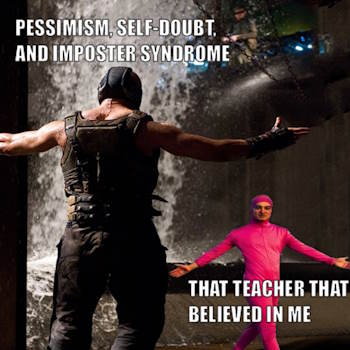 PESSIMISM, SELF-DOUBT,
AND IMPOSTER SYNDROME
THAT TEACHER THAT
BELIEVED IN ME